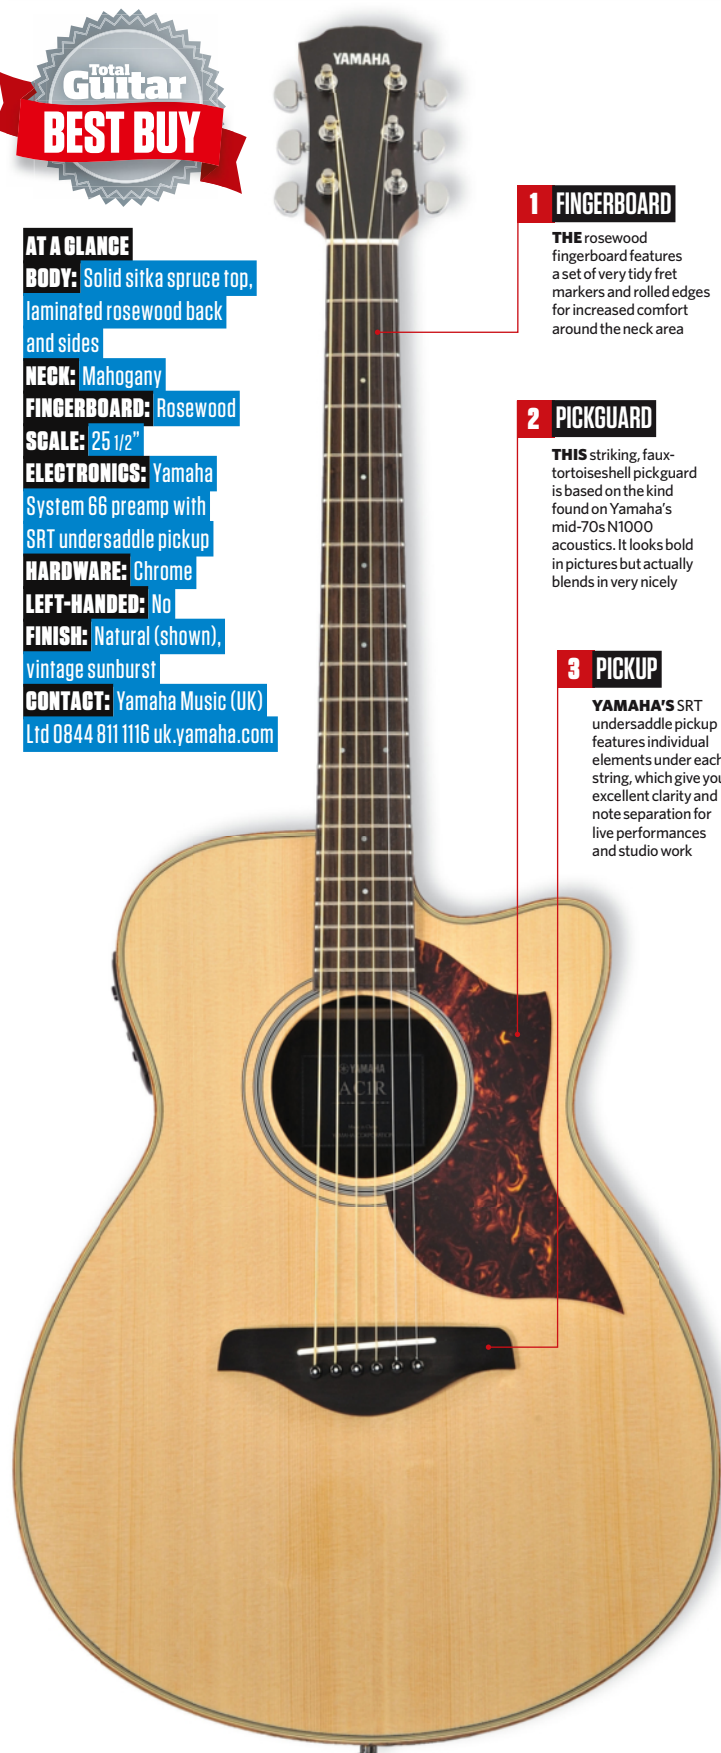 Total
Guitar
BEST BUY
YAMAHA
AT A GLANCE
BODY: Solid sitka spruce top,
laminated rosewood back
and sides
NECK: Mahogany
FINGERBOARD: Rosewood
SCALE: 25 1/2"
ELECTRONICS: Yamaha
System 66 preamp with
SRT undersaddle pickup
HARDWARE: Chrome
LEFT-HANDED: No
FINISH: Natural (shown),
vintage sunburst
CONTACT: Yamaha Music (UK)
Ltd 0844 811 1116 uk.yamaha.com
1 FINGERBOARD
THE rosewood
fingerboard features
a set of very tidy fret
markers and rolled edges
for increased comfort
around the neck area
2 PICKGUARD
THIS striking, faux-
tortoiseshell pickguard
is based on the kind
found on Yamaha's
mid-70s N1000
acoustics. It looks bold
in pictures but actually
blends in very nicely
3 PICKUP
YAMAHA'S SRT
undersaddle pickup
features individual
elements under each
string, which give you
excellent clarity and
note separation for
live performances
and studio work
YAMAHA
AC1R